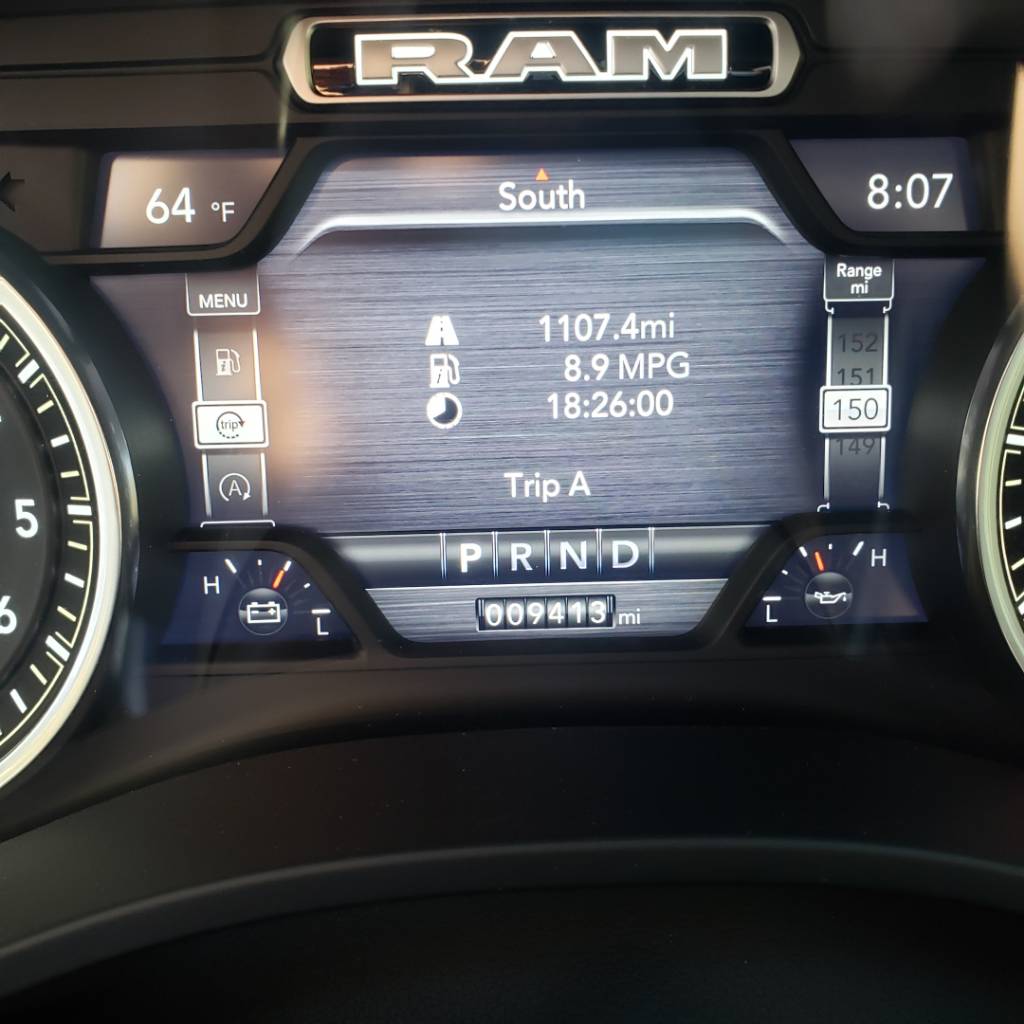 RAM
64 °F
South
8:07
MENU
trip
A
1107.4mi
8.9 MPG
18:26:00
Trip A
Range
mi
152
151
150
149
5
6
P R N D
009413 mi
H
L
L
H